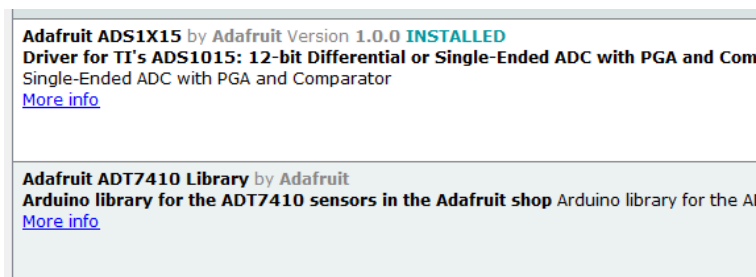 Adafruit ADS1X15 by Adafruit Version 1.0.0 INSTALLED
Driver for TI's ADS1015: 12-bit Differential or Single-Ended ADC with PGA and Com
Single-Ended ADC with PGA and Comparator
More info
Adafruit ADT7410 Library by Adafruit
Arduino library for the ADT7410 sensors in the Adafruit shop Arduino library for the
More info